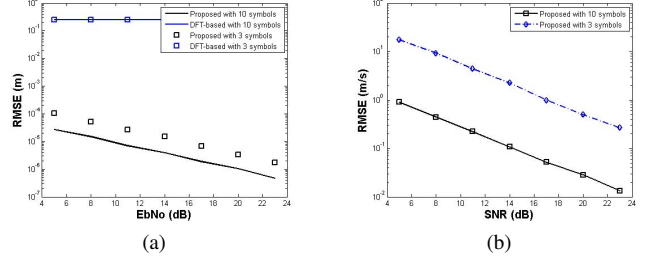 10^0
10^-1
10^-2
10^-3
10^-4
10^-5
10^-6
10^-7
RMSE (m)
4 6 8 10 12 14 16 18 20 22 24
EbNo (dB)
Proposed with 10 symbols
DFT-based with 10 symbols
Proposed with 3 symbols
DFT-based with 3 symbols
(a)
10^2
10^1
10^0
10^-1
10^-2
RMSE (m/s)
4 6 8 10 12 14 16 18 20 22 24
SNR (dB)
Proposed with 10 symbols
Proposed with 3 symbols
(b)